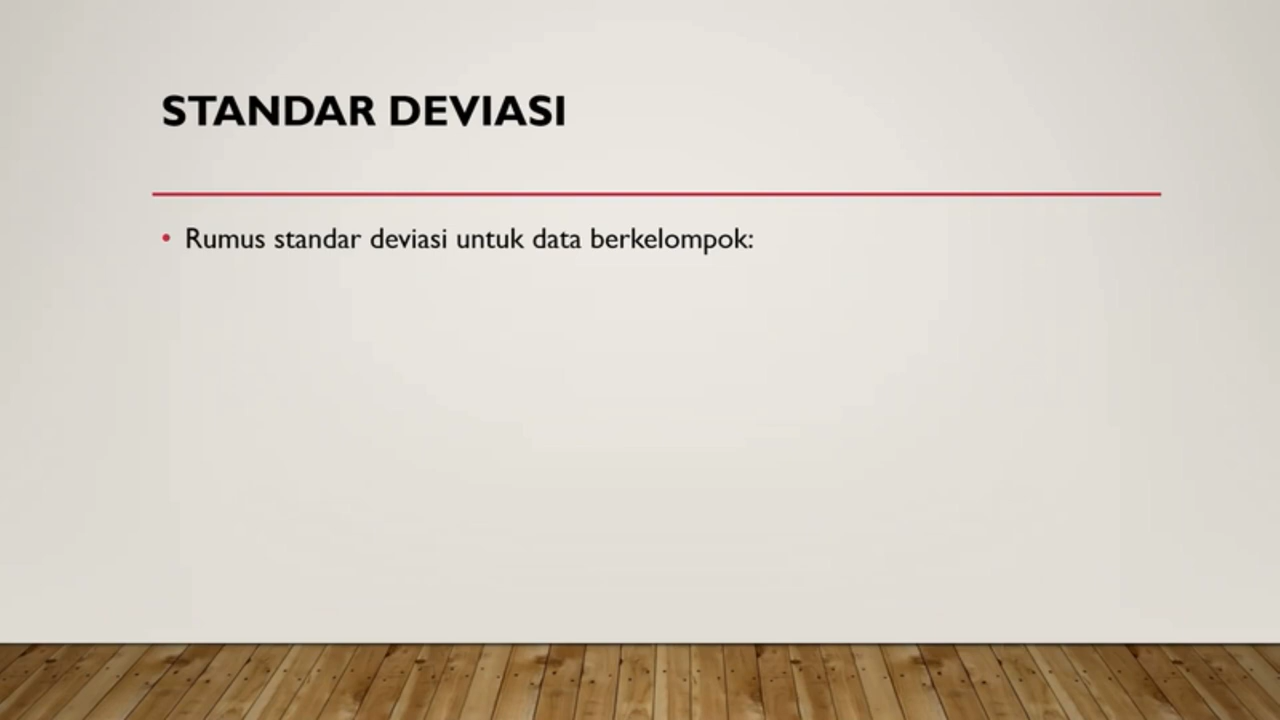 STANDAR DEVIASI
• Rumus standar deviasi untuk data berkelompok: